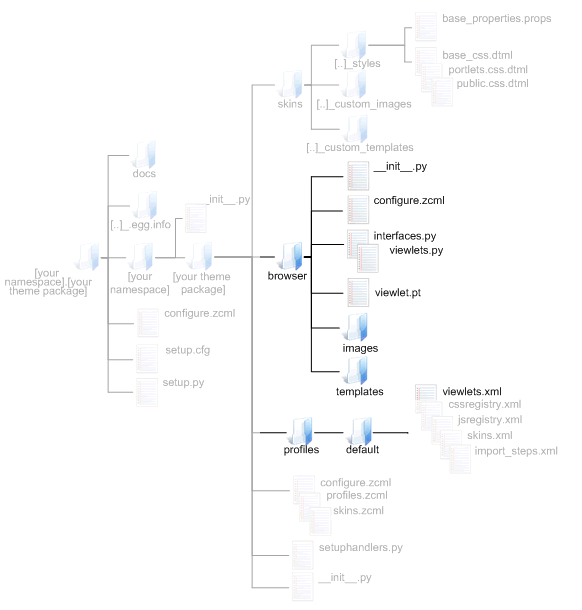 base_properties.props
base_css.dtml
portlets.css.dtml
public.css.dtml
[..]_styles
skins
[..]_custom_images
[..]_custom_templates
docs
__init__.py
configure.zcml
_init__.py
[..]_.egg.info
interfaces.py
viewlets.py
[your
namespace].[your
theme package]
[your
namespace]
[your theme
package]
browser
viewlet.pt
configure.zcml
images
setup.cfg
setup.py
templates
viewlets.xml
cssregistry.xml
jsregistry.xml
skins.xml
import_steps.xml
profiles
default
configure.zcml
profiles.zcml
skins.zcml
setuphandlers.py
__init__.py